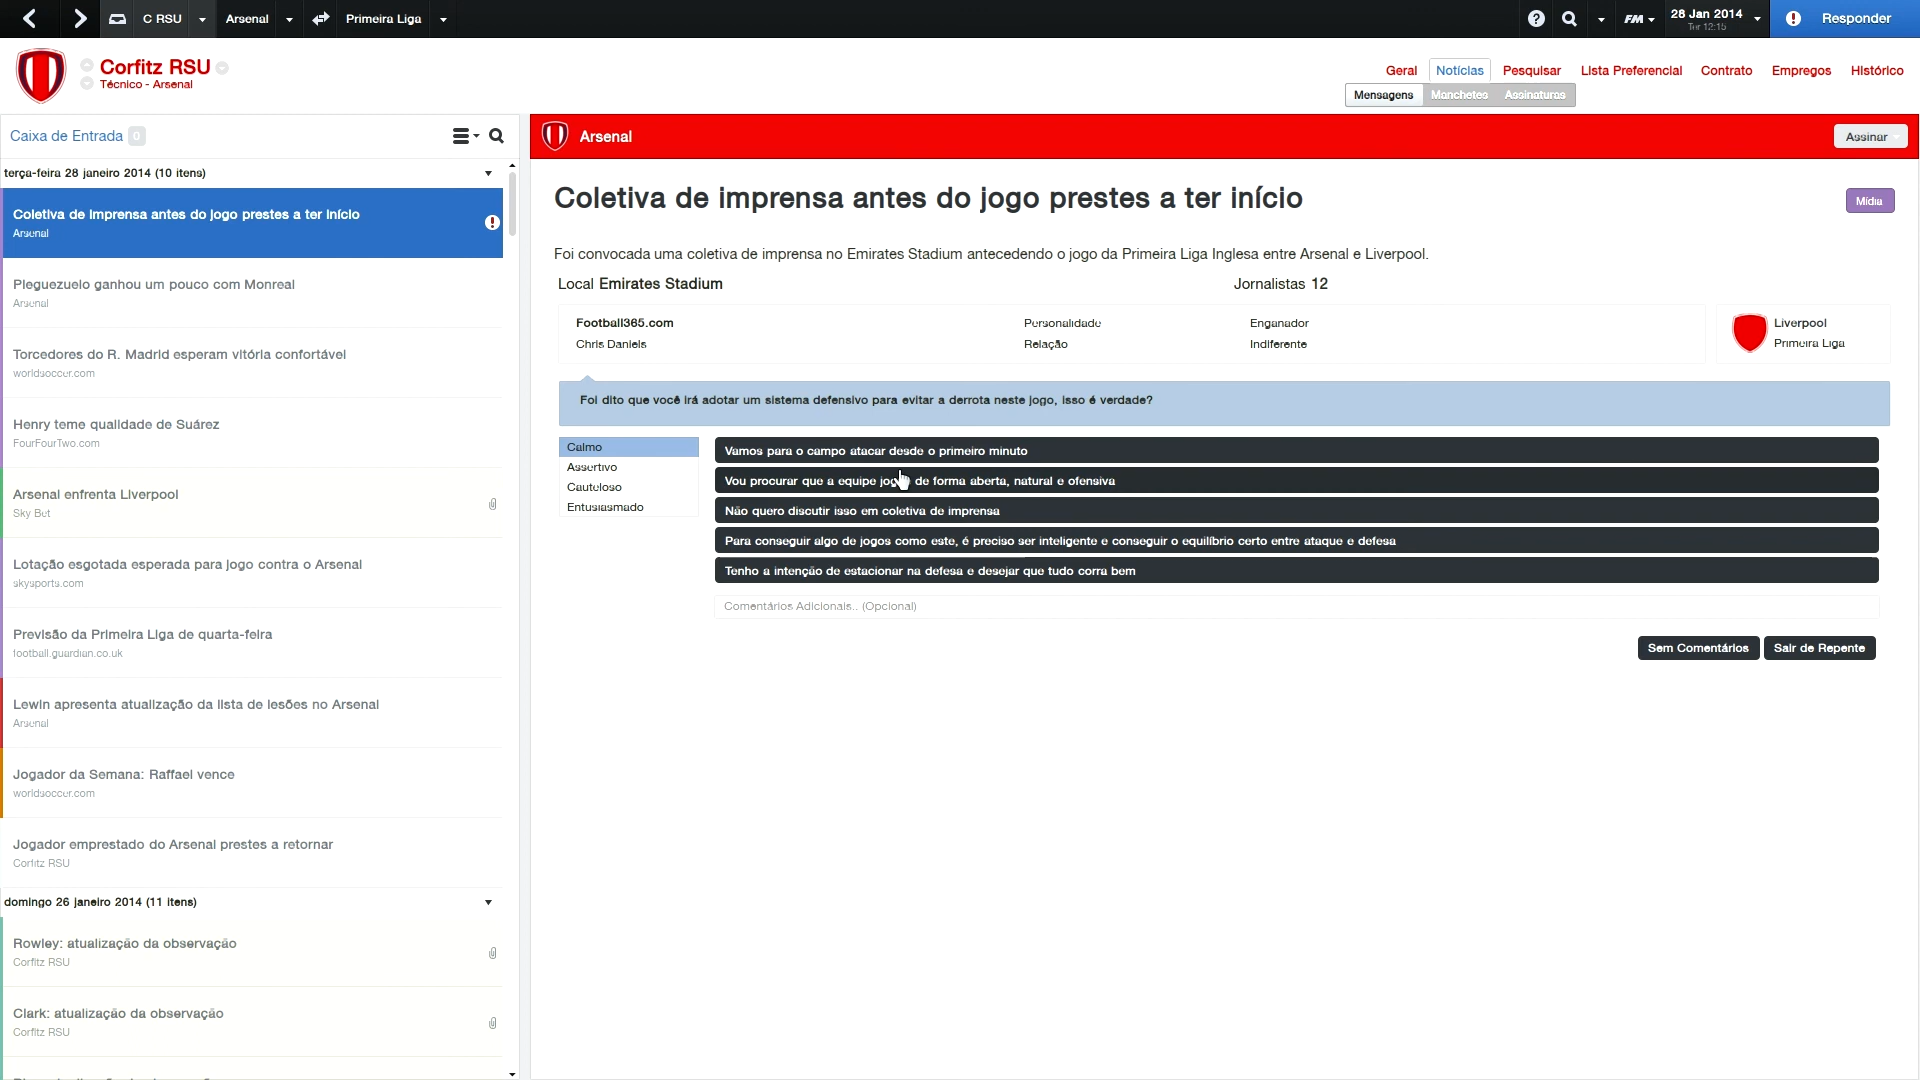 C RSU
Arsenal
Primeira Liga
FM
28 Jan 2014
Ter 12:15
Responder
Corfitz RSU
Técnico - Arsenal
Geral
Notícias
Pesquisar
Lista Preferencial
Contrato
Empregos
Histórico
Mensagens
Manchetes
Assinaturas
Caixa de Entrada 0
terça-feira 28 janeiro 2014 (10 itens)
Coletiva de imprensa antes do jogo prestes a ter início
Arsenal
Pleguezuelo ganhou um pouco com Monreal
Arsenal
Torcedores do R. Madrid esperam vitória confortável
worldsoccer.com
Henry teme qualidade de Suárez
FourFourTwo.com
Arsenal enfrenta Liverpool
Sky Bet
Lotação esgotada esperada para jogo contra o Arsenal
skysports.com
Previsão da Primeira Liga de quarta-feira
football.guardian.co.uk
Lewin apresenta atualização da lista de lesões no Arsenal
Arsenal
Jogador da Semana: Raffael vence
worldsoccer.com
Jogador emprestado do Arsenal prestes a retornar
Corfitz RSU
domingo 26 janeiro 2014 (11 itens)
Rowley: atualização da observação
Corfitz RSU
Clark: atualização da observação
Corfitz RSU
Arsenal
Assinar
Coletiva de imprensa antes do jogo prestes a ter início
Mídia
Foi convocada uma coletiva de imprensa no Emirates Stadium antecedendo o jogo da Primeira Liga Inglesa entre Arsenal e Liverpool.
Local Emirates Stadium
Jornalistas 12
Football365.com
Personalidade
Enganador
Liverpool
Chris Daniels
Relação
Indiferente
Primeira Liga
Foi dito que você irá adotar um sistema defensivo para evitar a derrota neste jogo, isso é verdade?
Calmo
Assertivo
Cauteloso
Entusiasmado
Vamos para o campo atacar desde o primeiro minuto
Vou procurar que a equipe de forma aberta, natural e ofensiva
Não quero discutir isso em coletiva de imprensa
Para conseguir algo de jogos como este, é preciso ser inteligente e conseguir o equilíbrio certo entre ataque e defesa
Tenho a intenção de estacionar na defesa e desejar que tudo corra bem
Comentários Adicionais.. (Opcional)
Sem Comentários
Sair de Repente